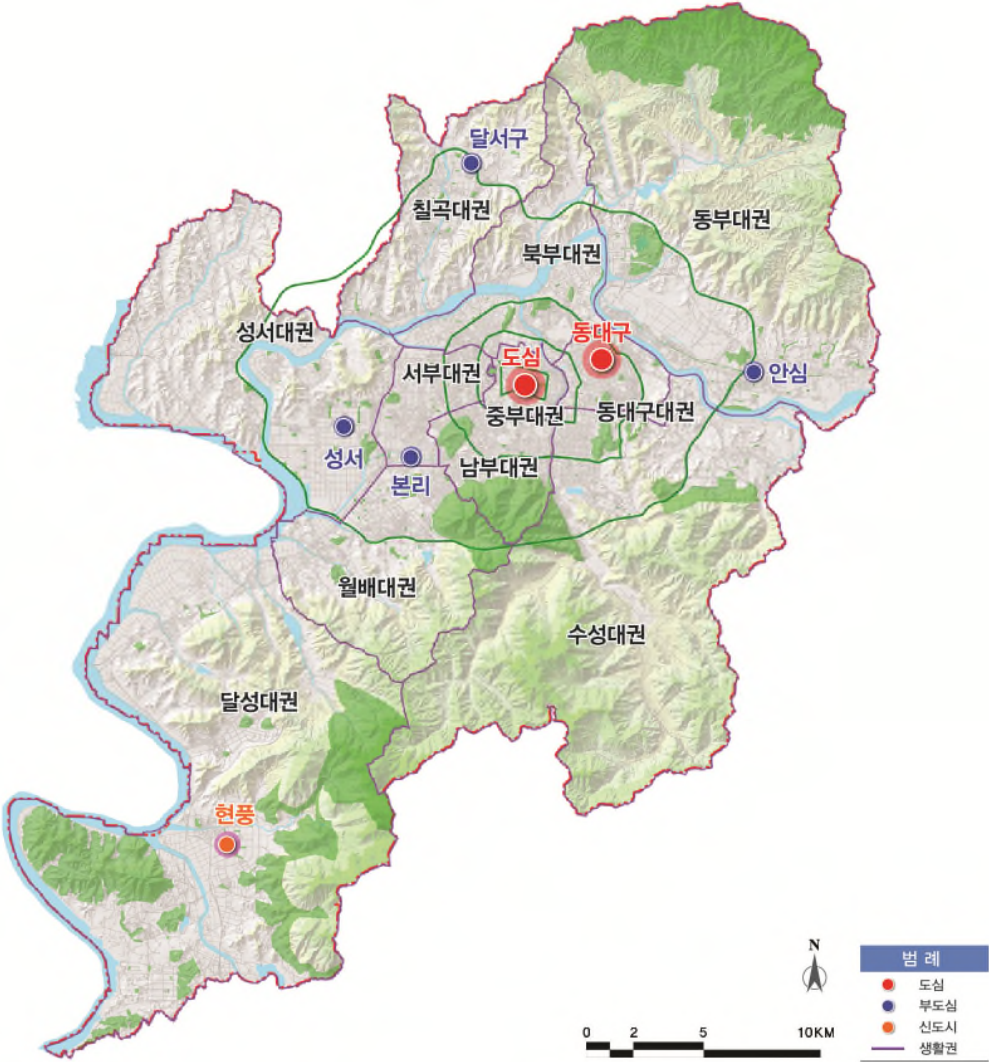 달서구
칠곡대권
동부대권
북부대권
성서대권
동대구
도심
서부대권
안심
중부대권
동대구대권
성서
본리
남부대권
월배대권
수성대권
달성대권
현풍
N
0 2 5 10KM
범 례
도심
부도심
신도시
생활권